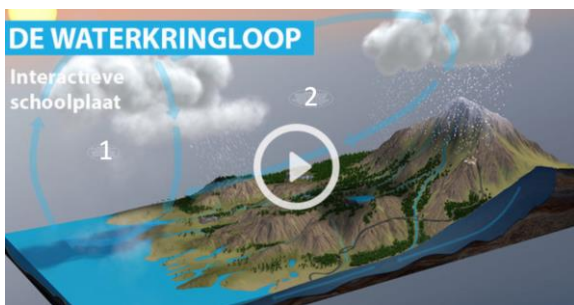 DE WATERKRINGLOOP
Interactieve
schoolplaat
1
2